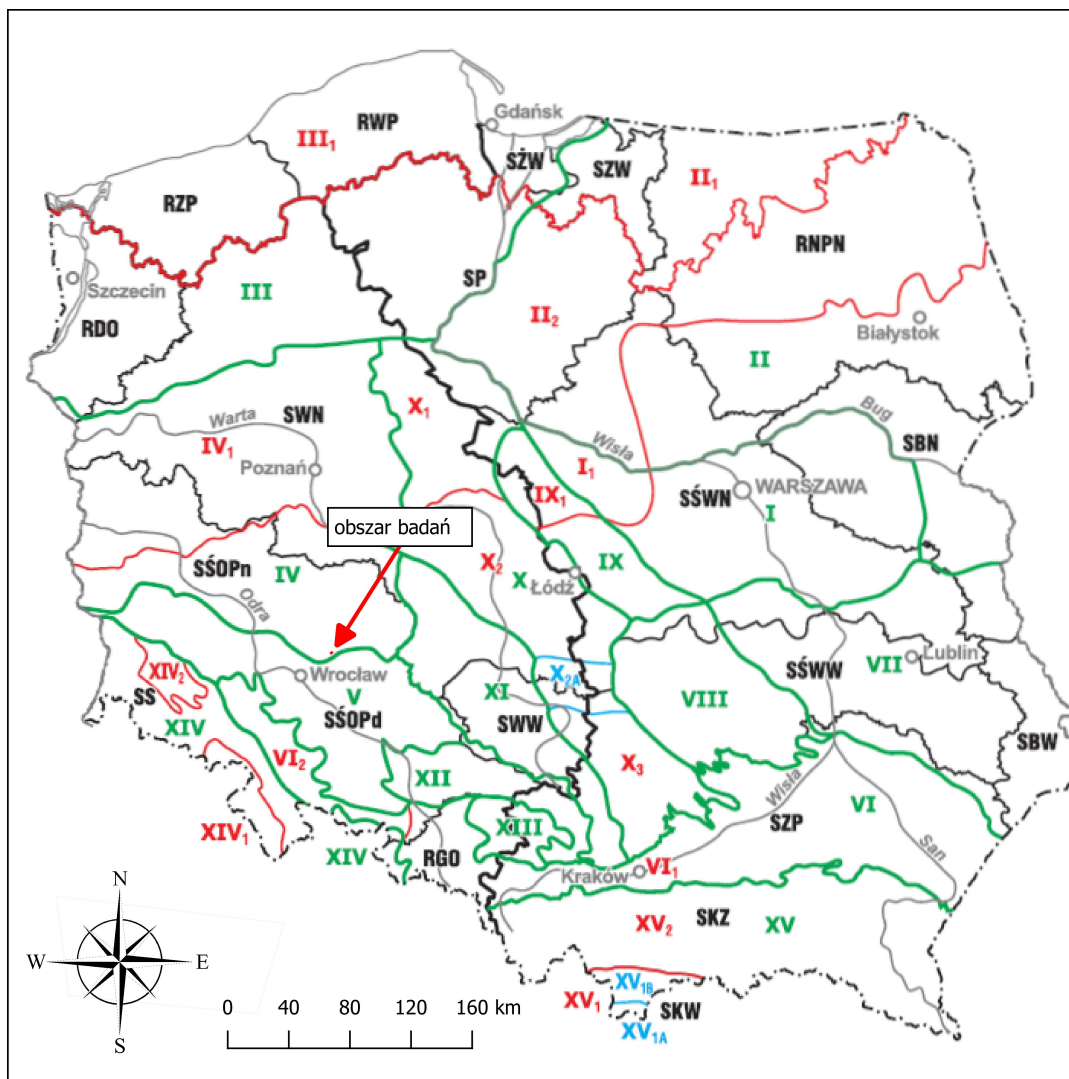 Gdańsk
RWP
III₁
SŻW
SZW
II₁
RZP
RNPN
SP
Szczecin
III
II₂
RDO
Białystok
II
X₁
SWN
Warta
Bug
IV₁
Wisła
SBN
Poznań
I₁
IX₁
SŚWN
WARSZAWA
I
obszar badań
X₂
IX
SŚOPn
IV
X
Łódź
Odra
Lublin
SŚWW
VII
XIV₂
Wrocław
SS
V
XI
X₂A
VIII
XIV
SŚOPd
SWW
SBW
VI₂
X₃
XII
Wisła
VI
XIV₁
XIII
SZP
XIV
RGO
San
Kraków
VI₁
N
XV₂
SKZ
XV
W
E
XV₁
XV₁B
SKW
XV₁A
0 40 80 120 160 km
S